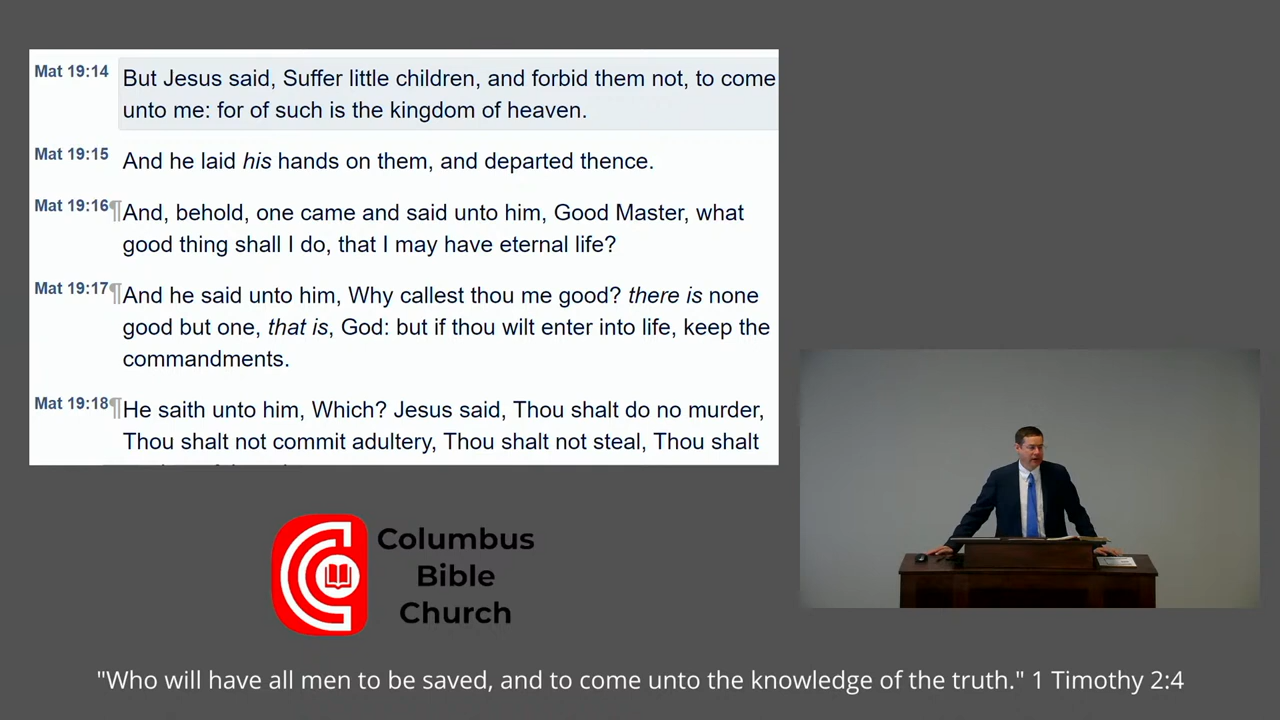 Mat 19:14 But Jesus said, Suffer little children, and forbid them not, to come
unto me: for of such is the kingdom of heaven.
Mat 19:15 And he laid his hands on them, and departed thence.
Mat 19:16 ¶And, behold, one came and said unto him, Good Master, what
good thing shall I do, that I may have eternal life?
Mat 19:17 ¶And he said unto him, Why callest thou me good? there is none
good but one, that is, God: but if thou wilt enter into life, keep the
commandments.
Mat 19:18 ¶He saith unto him, Which? Jesus said, Thou shalt do no murder,
Thou shalt not commit adultery, Thou shalt not steal, Thou shalt
Columbus
Bible
Church
"Who will have all men to be saved, and to come unto the knowledge of the truth." 1 Timothy 2:4